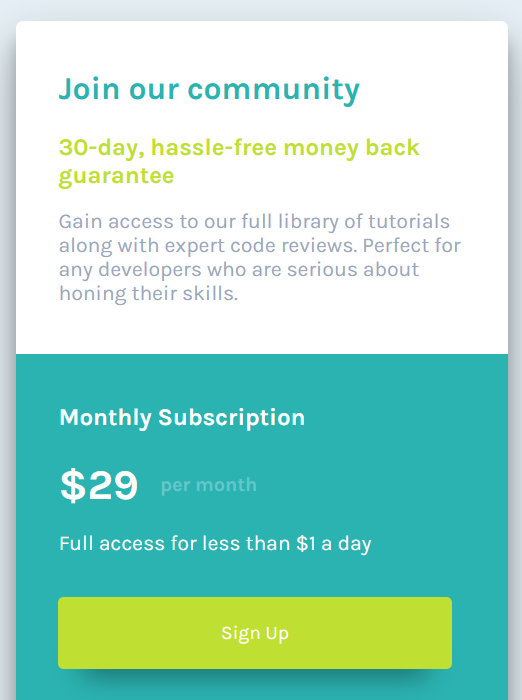 Join our community
30-day, hassle-free money back
guarantee
Gain access to our full library of tutorials
along with expert code reviews. Perfect for
any developers who are serious about
honing their skills.
Monthly Subscription
$29 per month
Full access for less than $1 a day
Sign Up